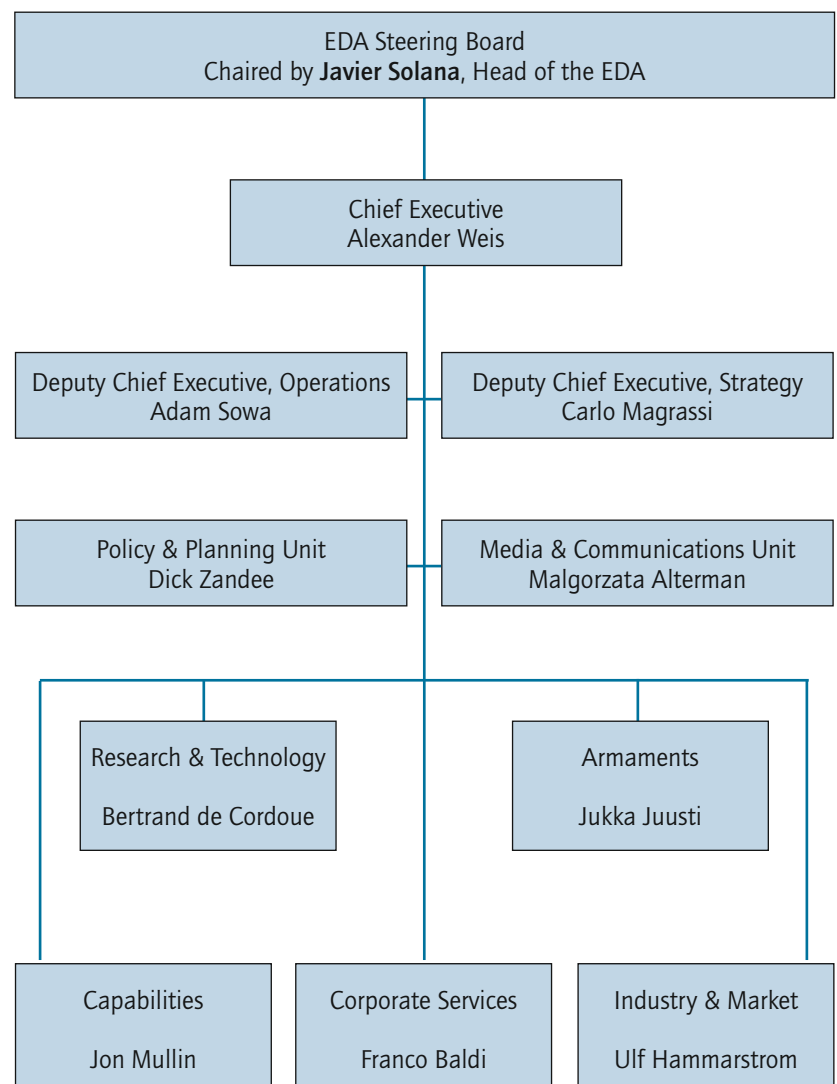 EDA Steering Board
Chaired by Javier Solana, Head of the EDA
Chief Executive
Alexander Weis
Deputy Chief Executive, Operations
Adam Sowa
Deputy Chief Executive, Strategy
Carlo Magrassi
Policy & Planning Unit
Dick Zandee
Media & Communications Unit
Malgorzata Alterman
Research & Technology
Bertrand de Cordoue
Armaments
Jukka Juusti
Capabilities
Jon Mullin
Corporate Services
Franco Baldi
Industry & Market
Ulf Hammarstrom